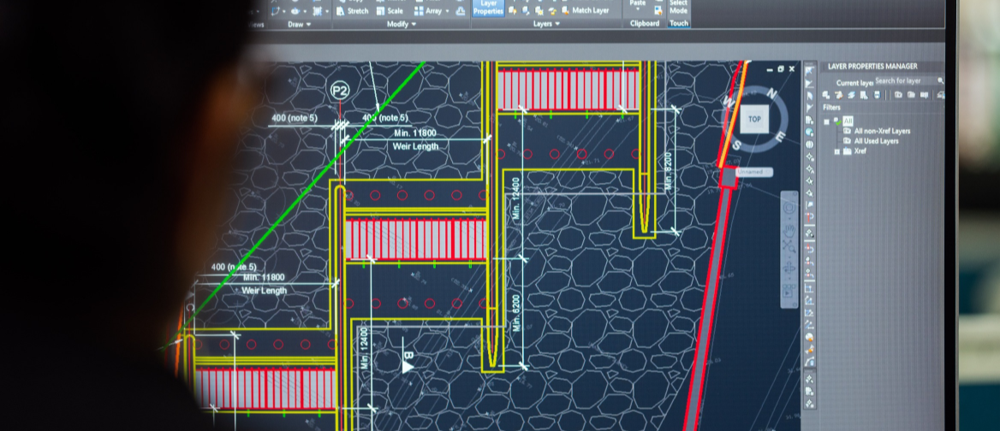 Stretch
Scale
Array
Layer
Properties
Match Layer
Paste
Select
Mode
Draw
Modify
Layers
Clipboard
Touch
LAYER PROPERTIES MANAGER
Search for layer
Filters
All
All non-Xref Layers
All Used Layers
Xref
N
W
TOP
E
S
Unnamed
P2
400 (note 5)
400 (note 5)
Min. 11800
Weir Length
Min. 8200
Min. 12400
400 (note 5)
Min. 11800
Weir Length
Min. 6200
Min. 12400
B
C